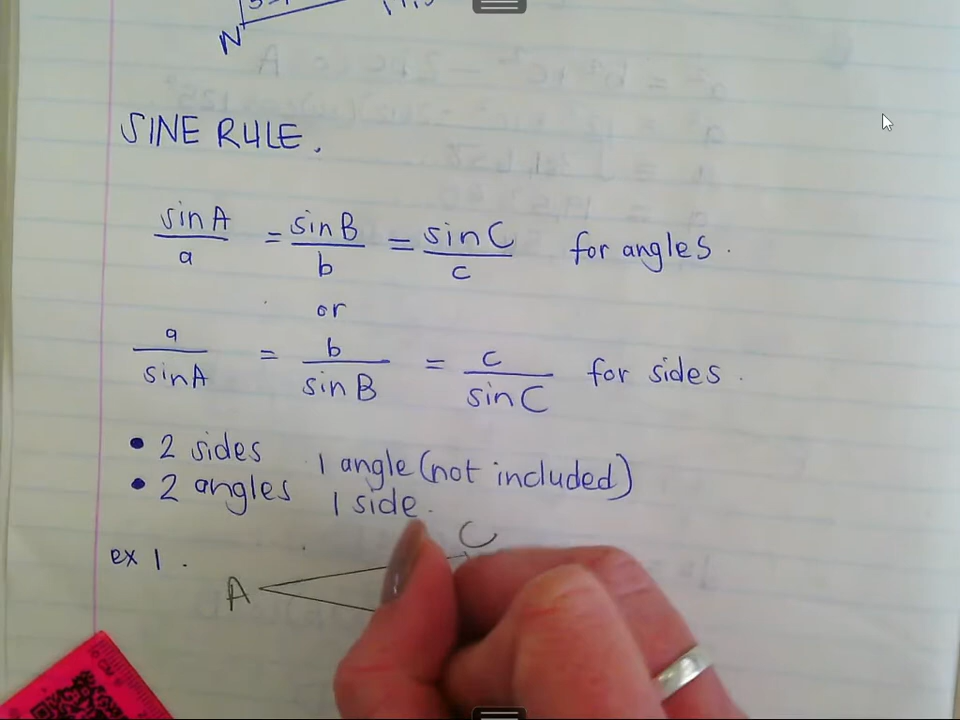 N
SINE RULE.
sinA/a = sinB/b = sinC/c for angles.
or
a/sinA = b/sinB = c/sinC for sides.
• 2 sides 1 angle (not included)
• 2 angles 1 side.
ex 1.
C
A